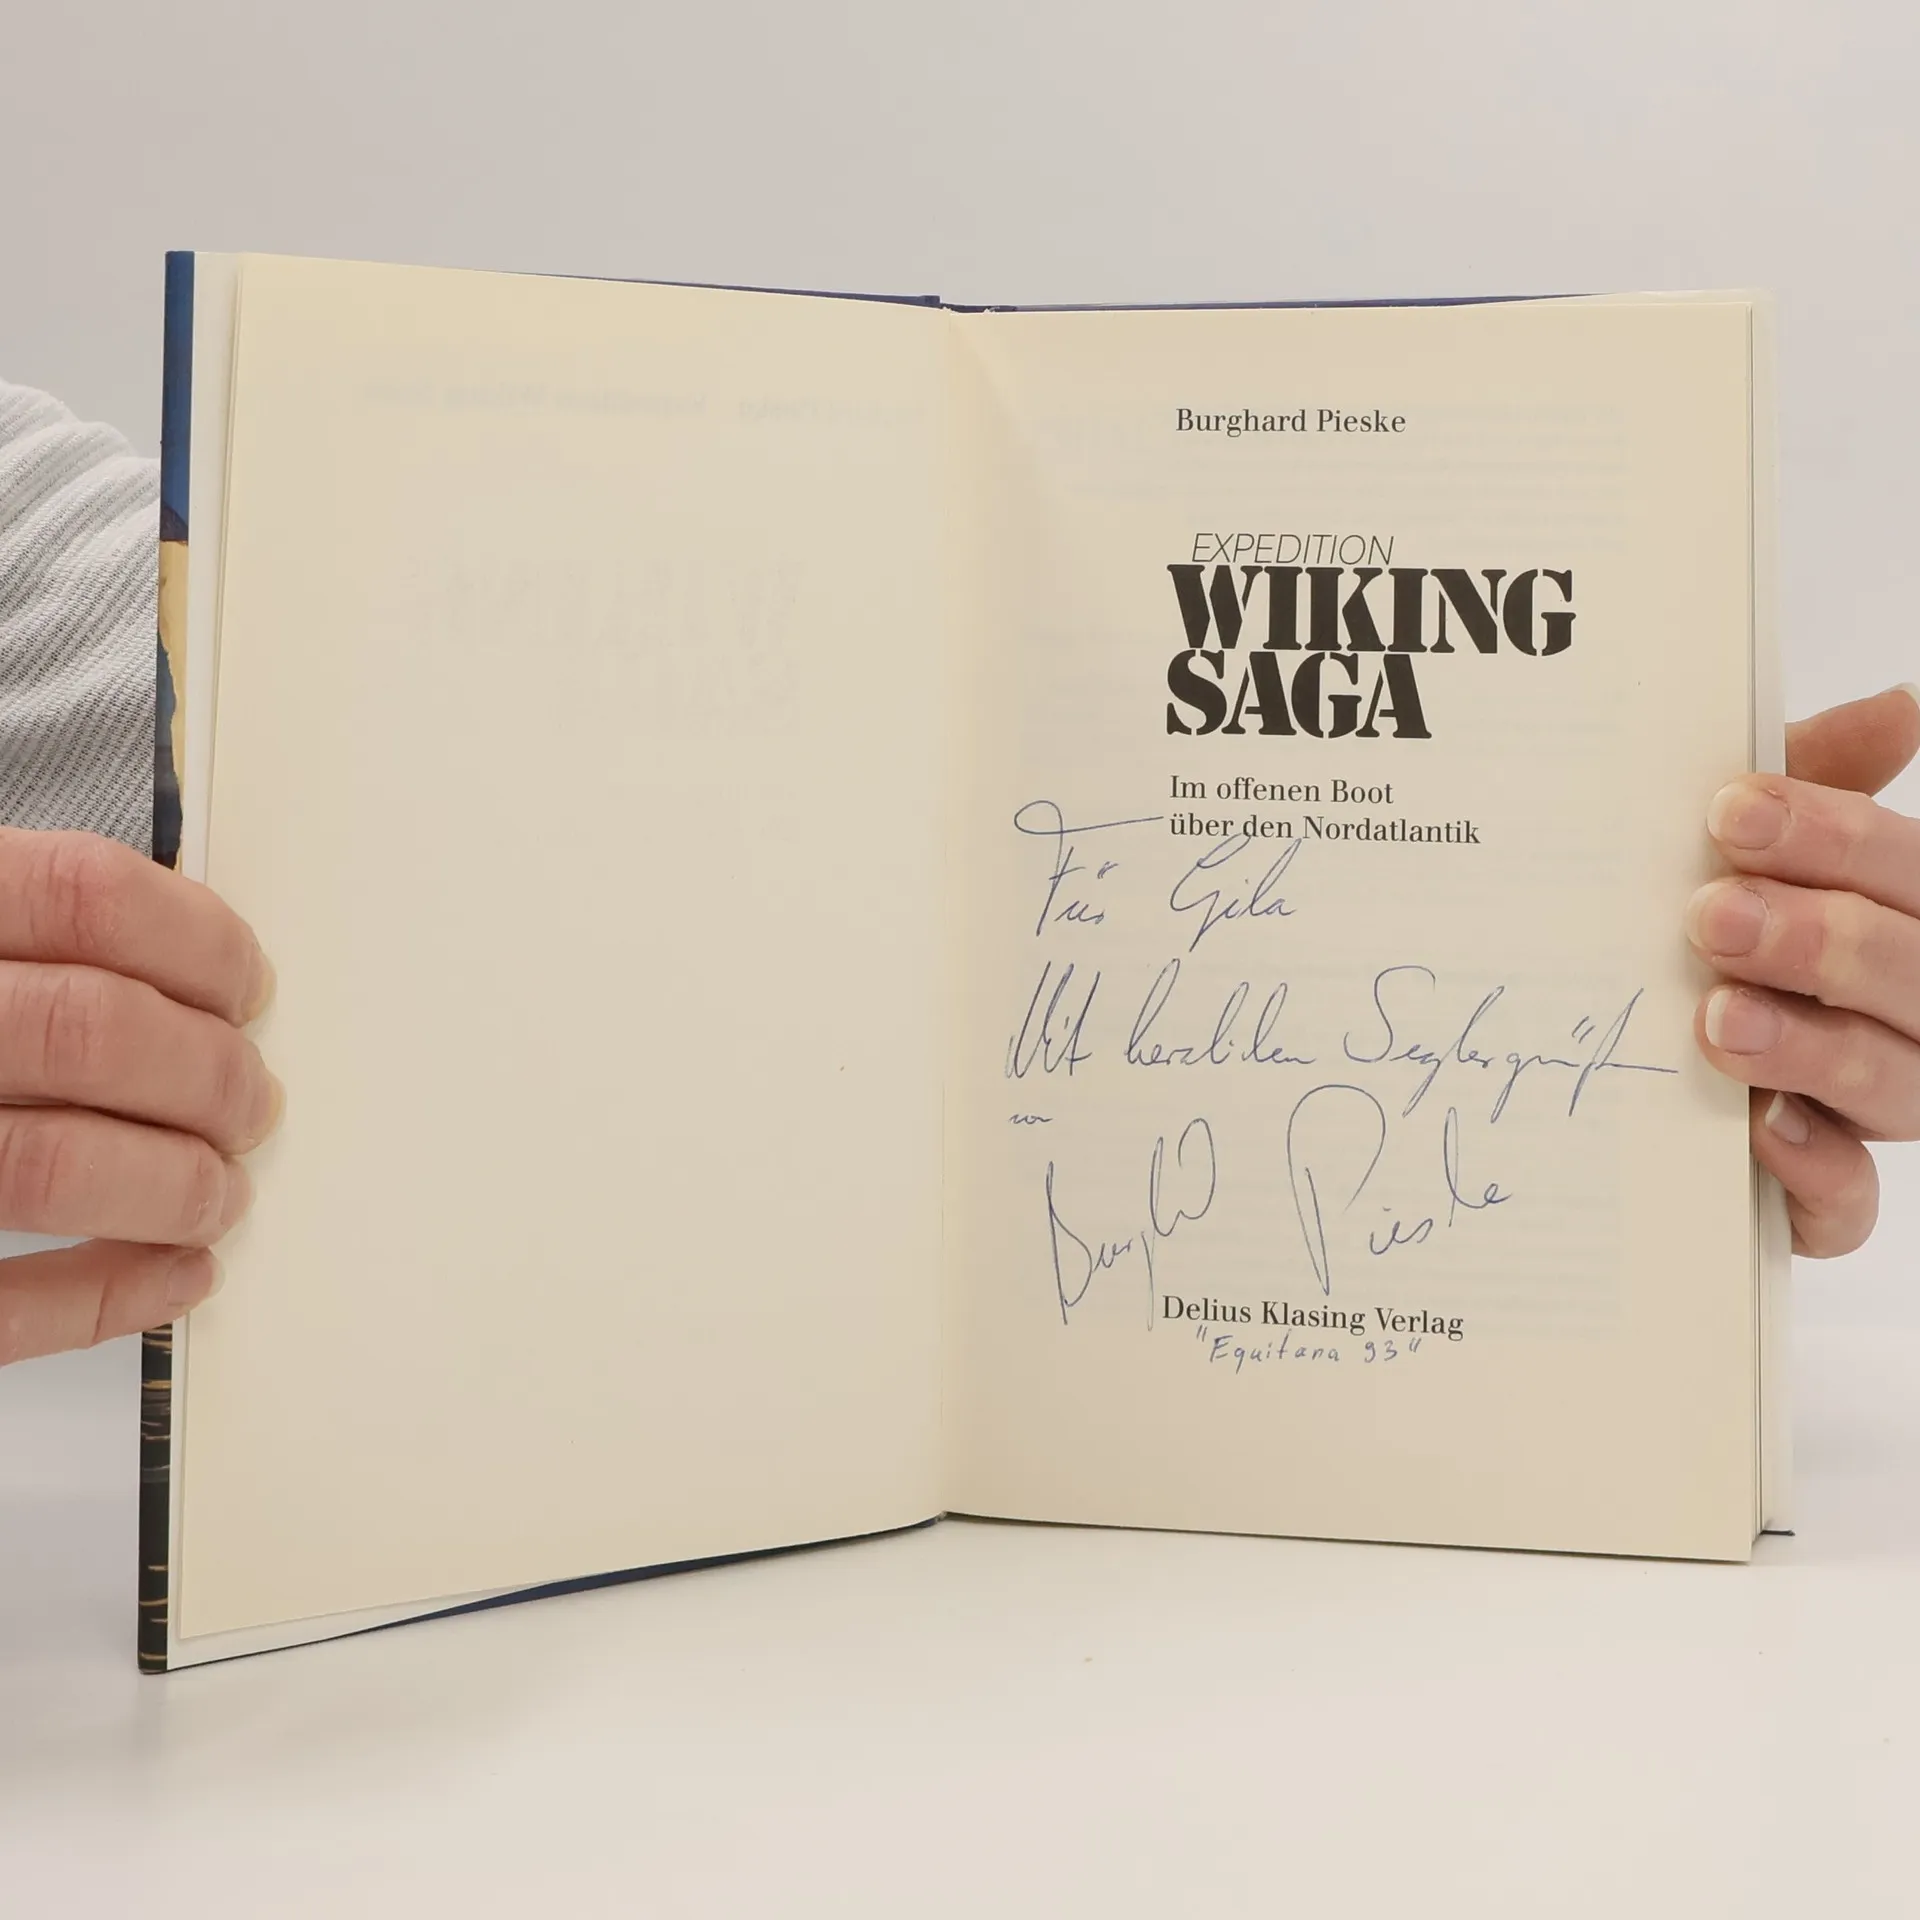 Burghard Pieske
EXPEDITION
WIKING
SAGA
Im offenen Boot
über den Nordatlantik
Für Gila
Mit herzlichen Seglergrüßen
von
Burghard Pieske
Delius Klasing Verlag
"Equitana 93"